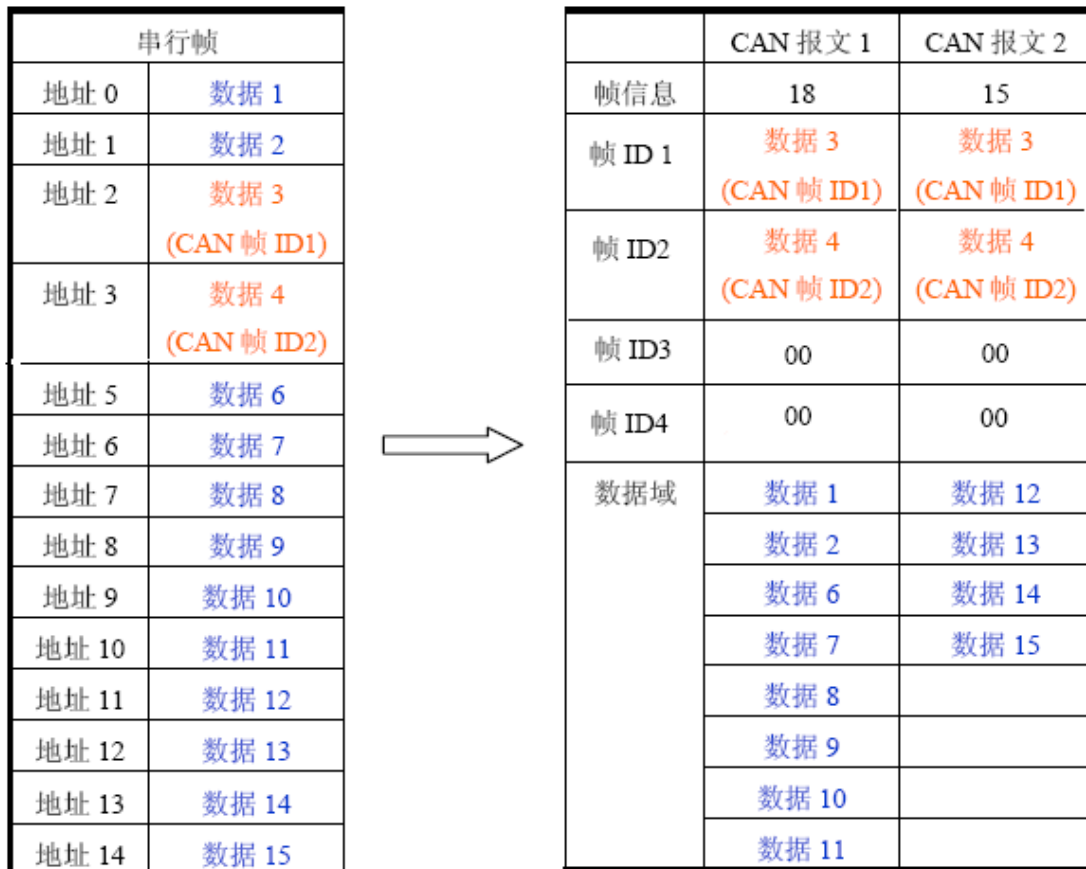 串行帧
地址 0 数据 1
地址 1 数据 2
地址 2 数据 3
(CAN 帧 ID1)
地址 3 数据 4
(CAN 帧 ID2)
地址 5 数据 6
地址 6 数据 7
地址 7 数据 8
地址 8 数据 9
地址 9 数据 10
地址 10 数据 11
地址 11 数据 12
地址 12 数据 13
地址 13 数据 14
地址 14 数据 15
CAN 报文 1 CAN 报文 2
帧信息 18 15
帧 ID 1 数据 3 数据 3
(CAN 帧 ID1) (CAN 帧 ID1)
帧 ID2 数据 4 数据 4
(CAN 帧 ID2) (CAN 帧 ID2)
帧 ID3 00 00
帧 ID4 00 00
数据域 数据 1 数据 12
数据 2 数据 13
数据 6 数据 14
数据 7 数据 15
数据 8
数据 9
数据 10
数据 11